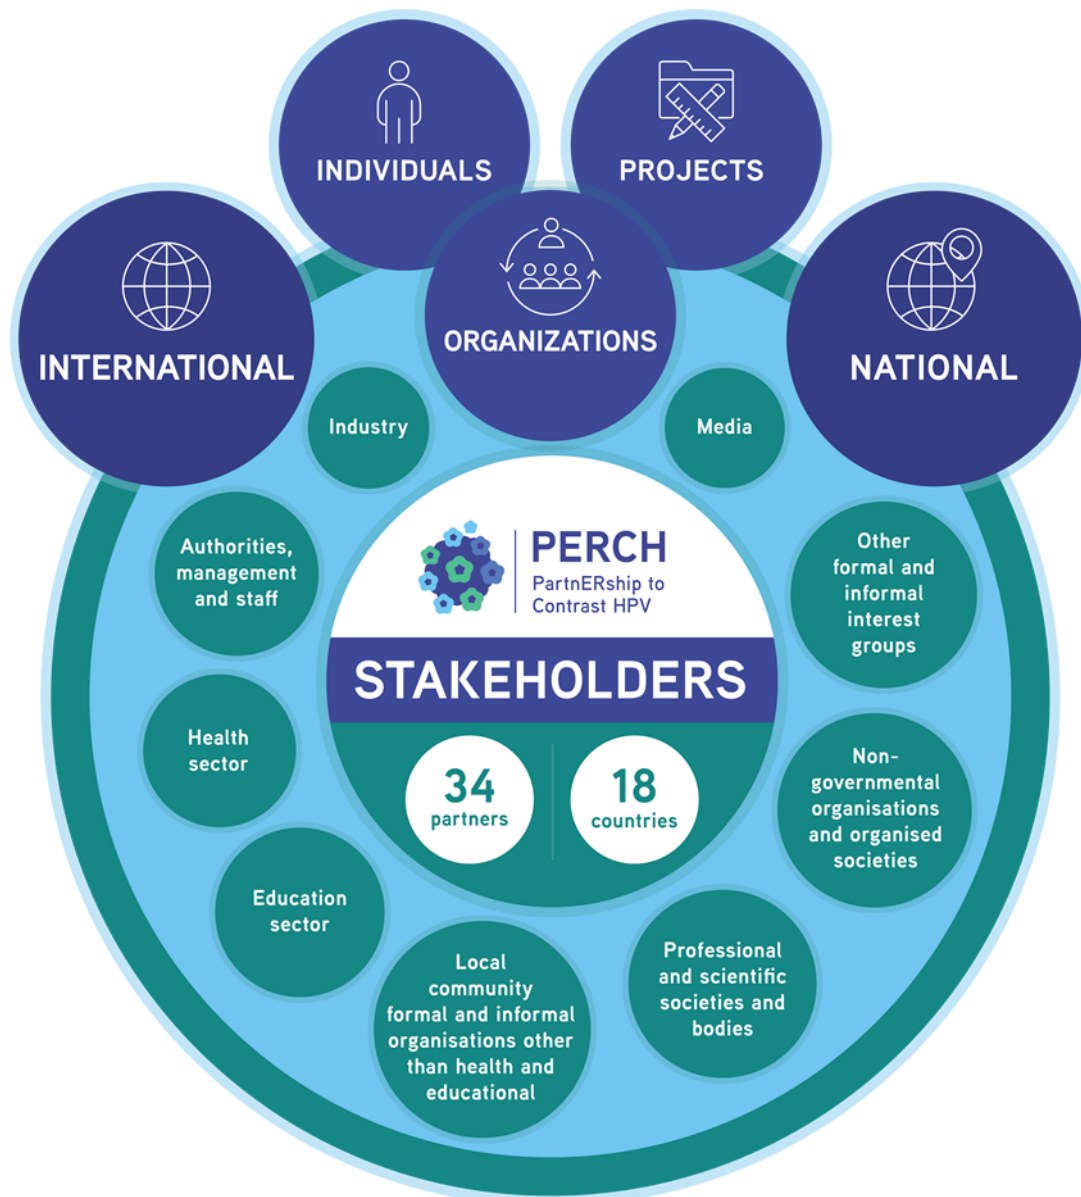 INDIVIDUALS
PROJECTS
INTERNATIONAL
ORGANIZATIONS
NATIONAL
Industry
Media
Authorities,
management
and staff
PERCH
PartnERship to
Contrast HPV
Other
formal and
informal
interest
groups
STAKEHOLDERS
Health
sector
34
partners
18
countries
Non-
governmental
organisations
and organised
societies
Education
sector
Local
community
formal and informal
organisations other
than health and
educational
Professional
and scientific
societies and
bodies